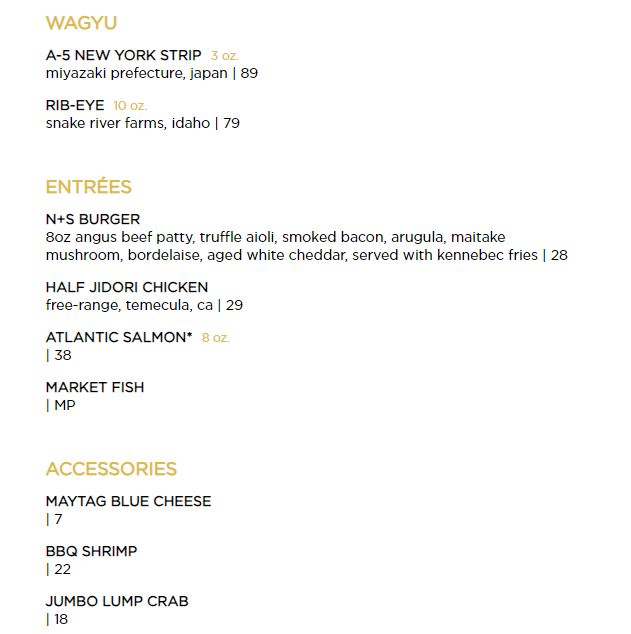 WAGYU
A-5 NEW YORK STRIP 3 oz.
miyazaki prefecture, japan | 89
RIB-EYE 10 oz.
snake river farms, idaho | 79
ENTRÉES
N+S BURGER
8oz angus beef patty, truffle aioli, smoked bacon, arugula, maitake
mushroom, bordelaise, aged white cheddar, served with kennebec fries | 28
HALF JIDORI CHICKEN
free-range, temecula, ca | 29
ATLANTIC SALMON* 8 oz.
| 38
MARKET FISH
| MP
ACCESSORIES
MAYTAG BLUE CHEESE
| 7
BBQ SHRIMP
| 22
JUMBO LUMP CRAB
| 18